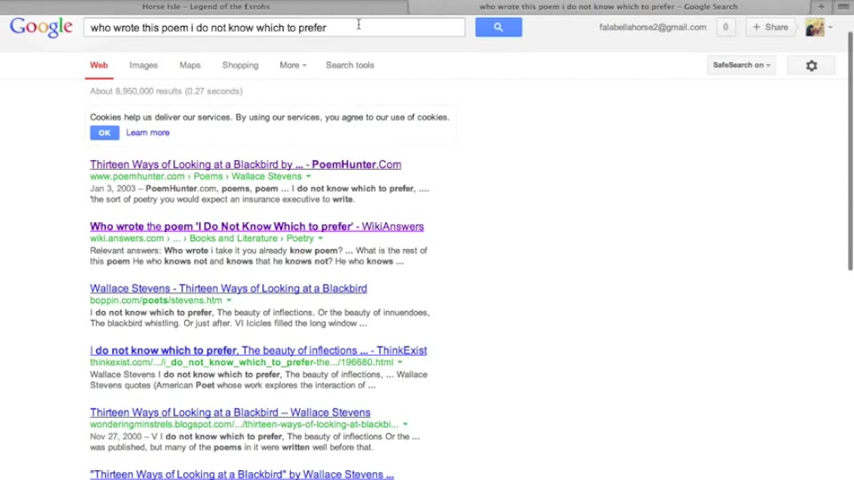 Horse Isle – Legend of the Esrohs
who wrote this poem i do not know which to prefer – Google Search
+
Google
who wrote this poem i do not know which to prefer
falabellahorse2@gmail.com
0
+ Share
Web
Images
Maps
Shopping
More
Search tools
SafeSearch on
About 8,950,000 results (0.27 seconds)
Cookies help us deliver our services. By using our services, you agree to our use of cookies.
OK
Learn more
Thirteen Ways of Looking at a Blackbird by ... - PoemHunter.Com
www.poemhunter.com › Poems › Wallace Stevens
Jan 3, 2003 – PoemHunter.com, poems, poem ... I do not know which to prefer, ....
'the sort of poetry you would expect an insurance executive to write.
Who wrote the poem 'I Do Not Know Which to prefer' - WikiAnswers
wiki.answers.com › ... › Books and Literature › Poetry
Relevant answers: Who wrote i take it you already know poem? ... What is the rest of
this poem He who knows not and knows that he knows not? He who knows ...
Wallace Stevens - Thirteen Ways of Looking at a Blackbird
boppin.com/poets/stevens.htm
I do not know which to prefer, The beauty of inflections. Or the beauty of innuendoes,
The blackbird whistling. Or just after. VI Icicles filled the long window ...
I do not know which to prefer, The beauty of inflections ... - ThinkExist
thinkexist.com/.../i_do_not_know_which_to_prefer-the.../196680.html
Wallace Stevens I do not know which to prefer, The beauty of inflections, ... Wallace
Stevens quotes (American Poet whose work explores the interaction of ...
Thirteen Ways of Looking at a Blackbird -- Wallace Stevens
wonderingminstrels.blogspot.com/.../thirteen-ways-of-looking-at-blackbi...
Nov 27, 2000 – V I do not know which to prefer, The beauty of inflections Or the ...
was published, but many of the poems in it were written well before that.
"Thirteen Ways of Looking at a Blackbird" by Wallace Stevens ...